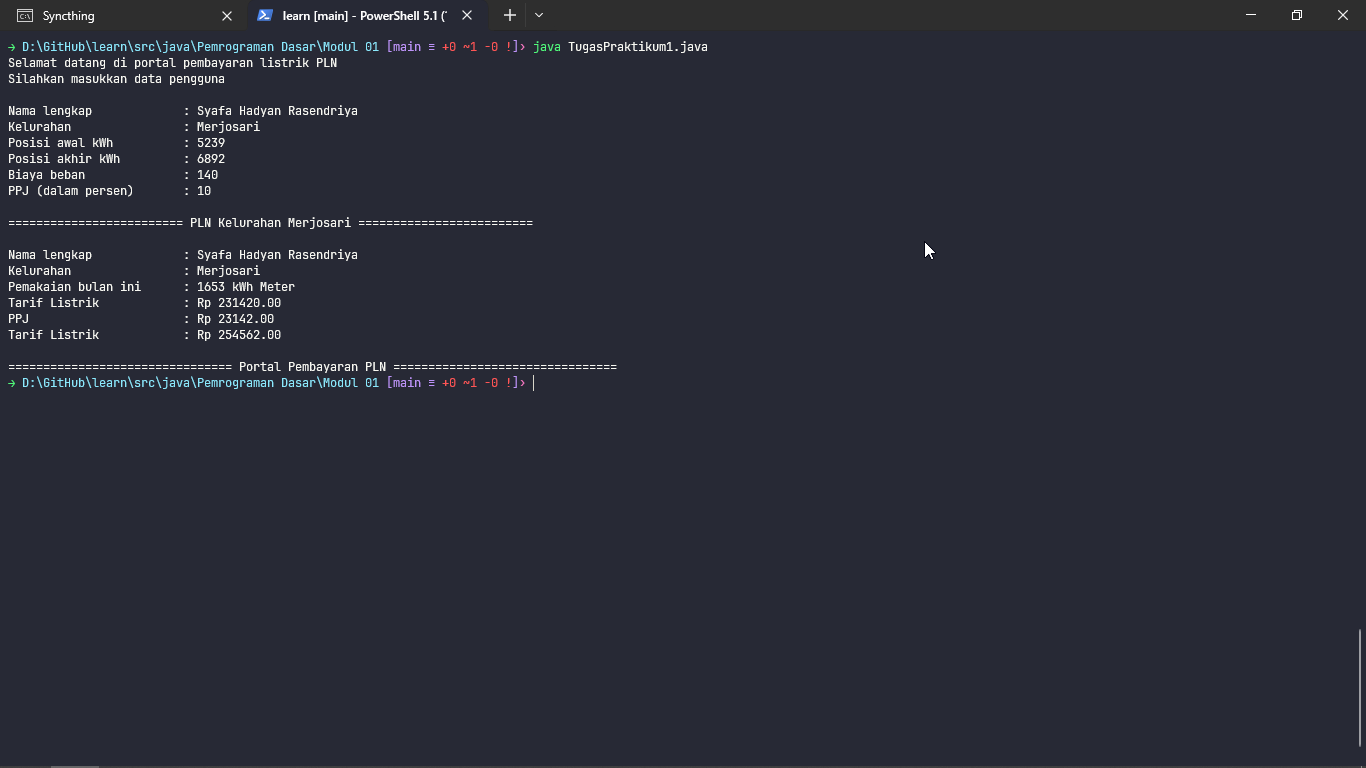 Syncthing
learn [main] - PowerShell 5.1 ('
→ D:\GitHub\learn\src\java\Pemrograman Dasar\Modul 01 [main ≡ +0 ~1 -0 !]› java TugasPraktikum1.java
Selamat datang di portal pembayaran listrik PLN
Silahkan masukkan data pengguna
Nama lengkap : Syafa Hadyan Rasendriya
Kelurahan : Merjosari
Posisi awal kWh : 5239
Posisi akhir kWh : 6892
Biaya beban : 140
PPJ (dalam persen) : 10
========================= PLN Kelurahan Merjosari =========================
Nama lengkap : Syafa Hadyan Rasendriya
Kelurahan : Merjosari
Pemakaian bulan ini : 1653 kWh Meter
Tarif Listrik : Rp 231420.00
PPJ : Rp 23142.00
Tarif Listrik : Rp 254562.00
================================ Portal Pembayaran PLN ================================
→ D:\GitHub\learn\src\java\Pemrograman Dasar\Modul 01 [main ≡ +0 ~1 -0 !]›